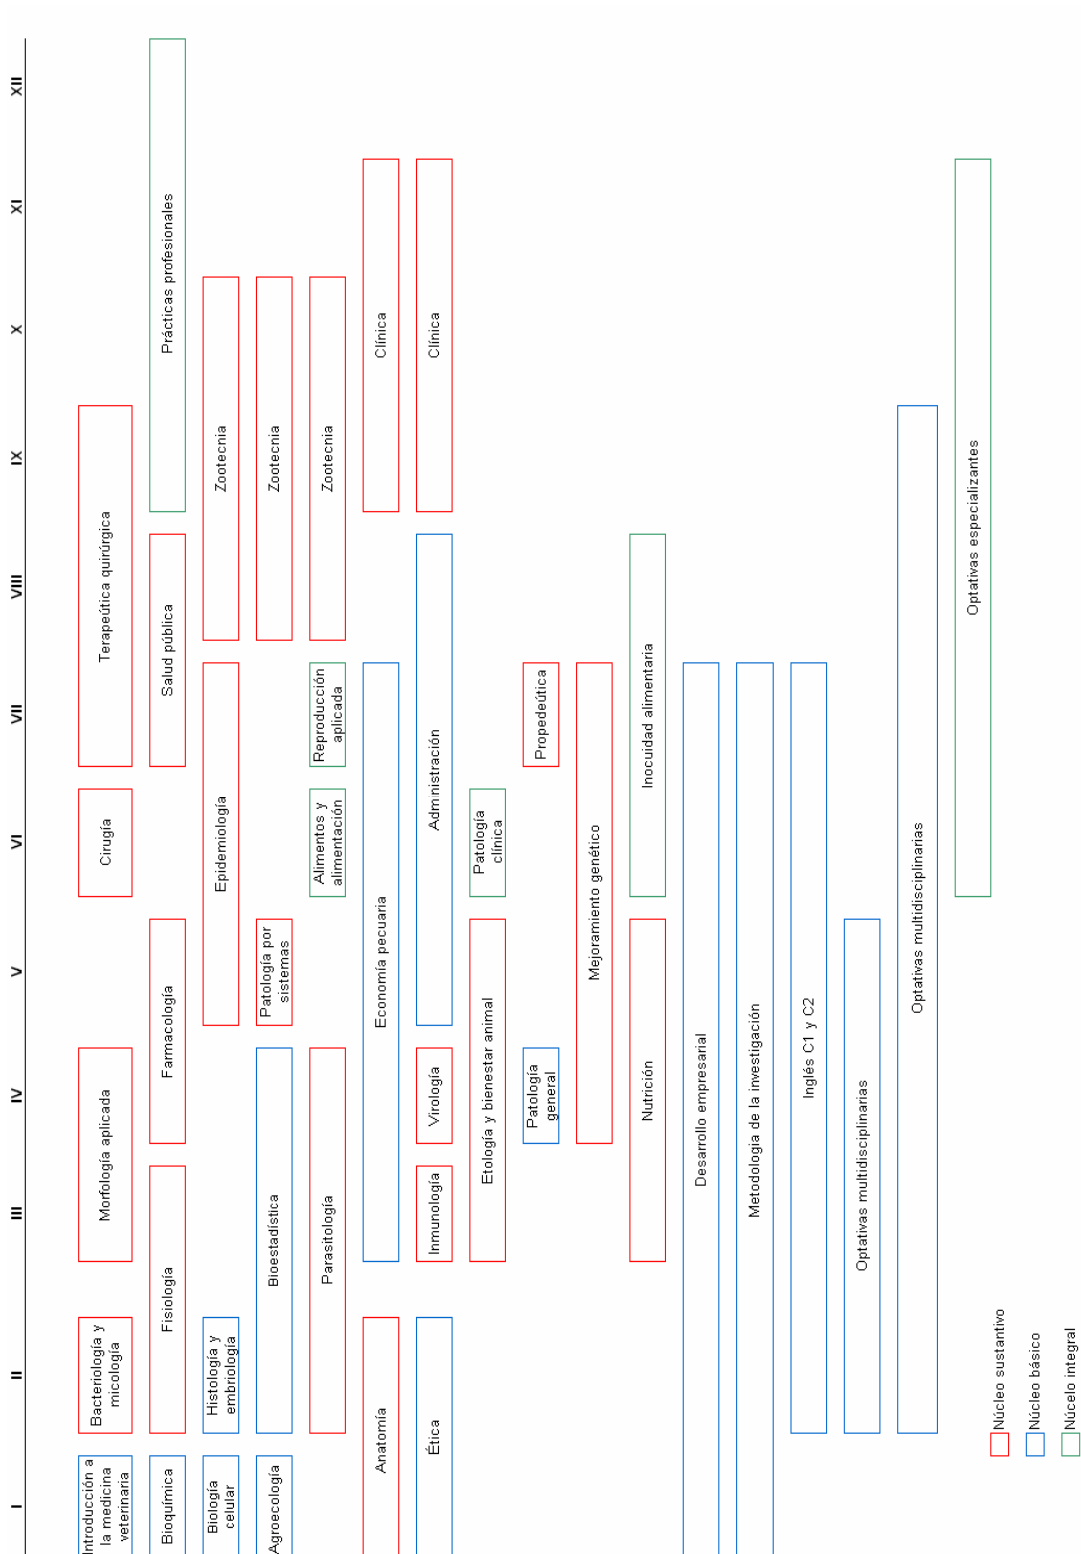 I
II
III
IV
V
VI
VII
VIII
IX
X
XI
XII
Introducción a
la medicina
veterinaria
Bacteriología y
micología
Morfología aplicada
Cirugía
Terapeútica quirúrgica
Bioquímica
Fisiología
Farmacología
Salud pública
Prácticas profesionales
Biología
celular
Histología y
embriología
Epidemiología
Zootecnia
Agroecología
Bioestadística
Patología por
sistemas
Zootecnia
Parasitología
Alimentos y
alimentación
Reproducción
aplicada
Zootecnia
Anatomía
Economía pecuaria
Clínica
Ética
Inmunología
Virología
Administración
Clínica
Etología y bienestar animal
Patología
clínica
Patología
general
Propedeútica
Mejoramiento genético
Nutrición
Inocuidad alimentaria
Desarrollo empresarial
Metodología de la investigación
Inglés C1 y C2
Optativas multidisciplinarias
Optativas multidisciplinarias
Optativas especializantes
Núcleo sustantivo
Núcleo básico
Núcelo integral